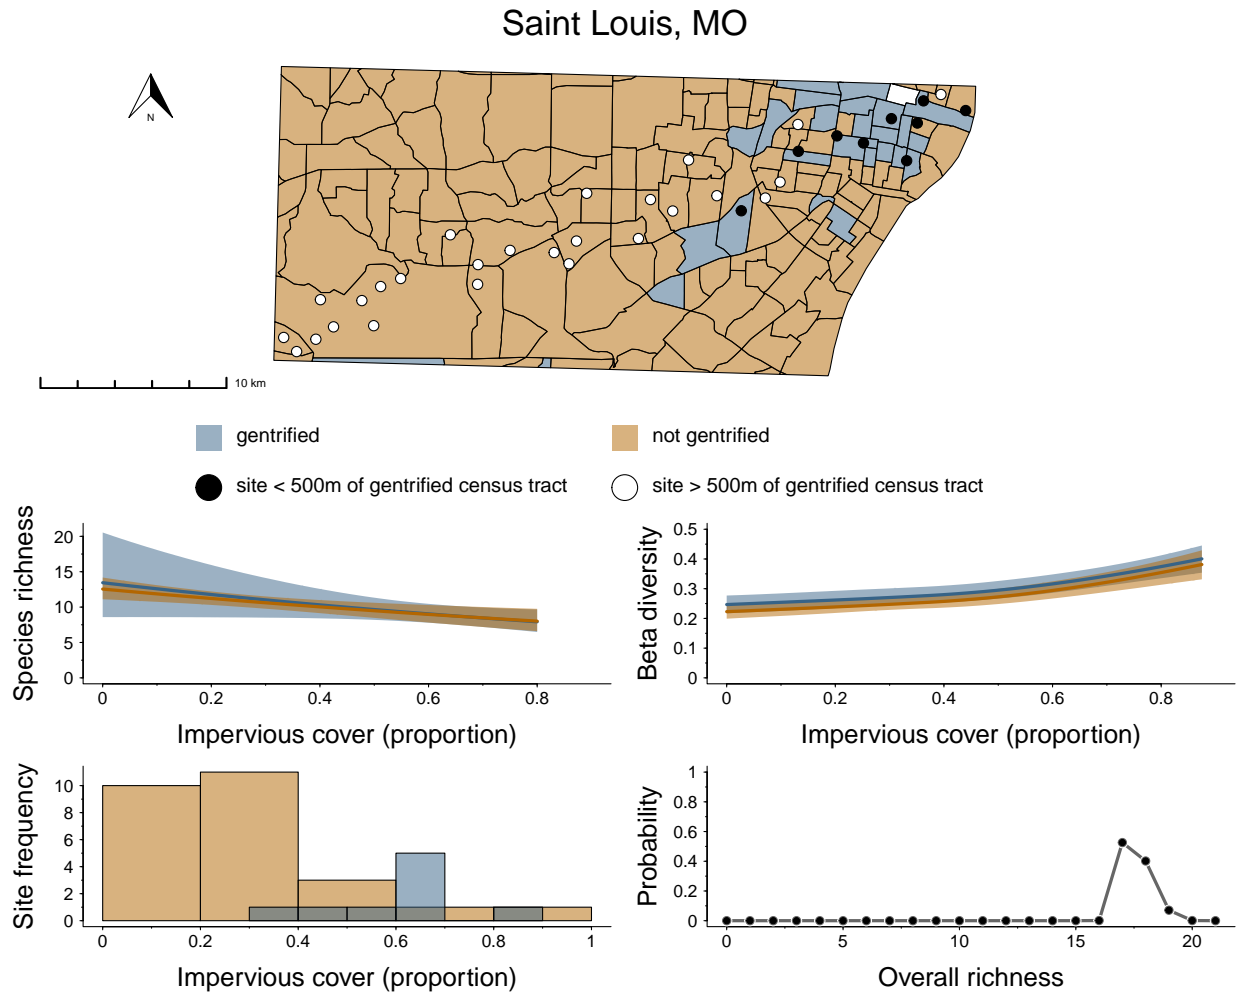 Saint Louis, MO
N
10 km
gentrified
not gentrified
site < 500m of gentrified census tract
site > 500m of gentrified census tract
Species richness
20
15
10
5
0
0 0.2 0.4 0.6 0.8
Impervious cover (proportion)
Beta diversity
0.5
0.4
0.3
0.2
0.1
0
0 0.2 0.4 0.6 0.8
Impervious cover (proportion)
Site frequency
10
8
6
4
2
0
0 0.2 0.4 0.6 0.8 1
Impervious cover (proportion)
Probability
1
0.8
0.6
0.4
0.2
0
0 5 10 15 20
Overall richness